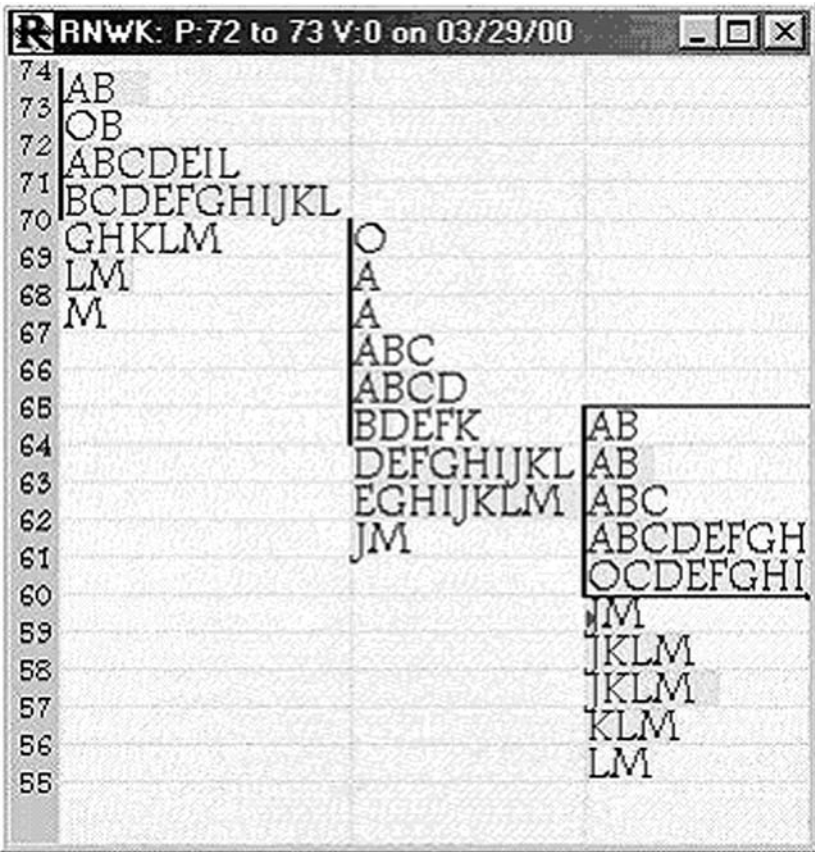 R RNWK: P:72 to 73 V:0 on 03/29/00
74
AB
73
OB
72
ABCDEIL
71
BCDEFGHIJKL
70
GHKLM O
69
LM A
68
M A
67
ABC
66
ABCD
65
BDEFK AB
64
DEFGHIJKL AB
63
EGHIJKLM ABC
62
JM ABCDEFGH
61
OCDEFGHI
60
JM
59
JKLM
58
JKLM
57
KLM
56
LM
55